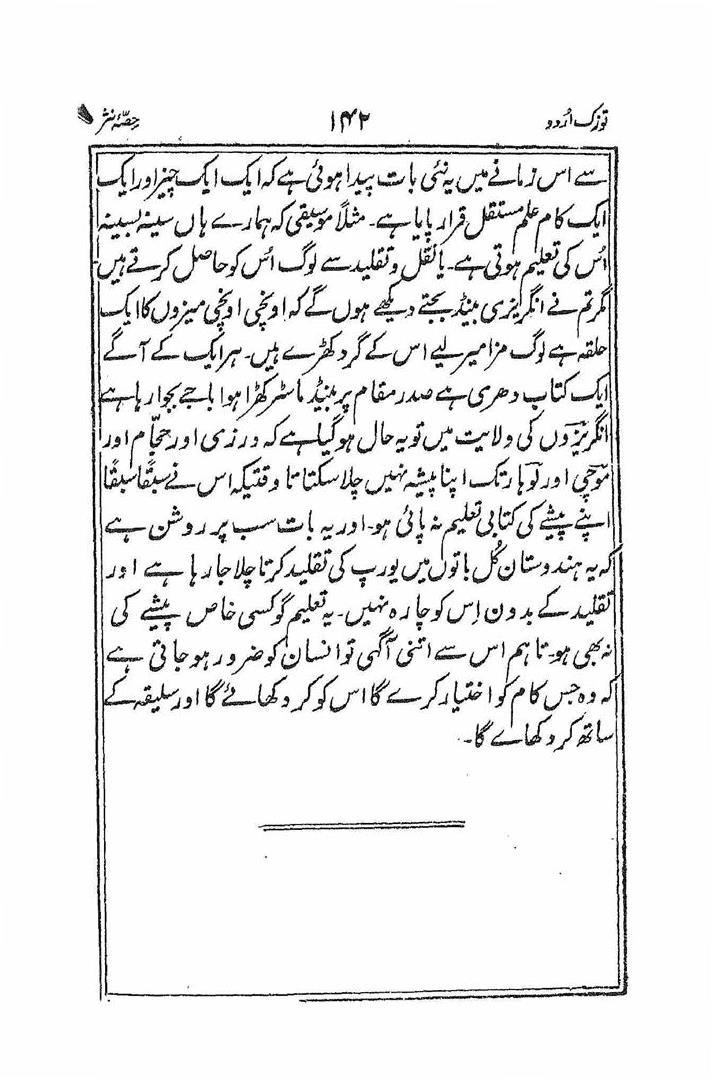 توزک اُردو ۱۴۲ حصّۂ نثر
سے اس زمانے میں یہ نئی بات پیدا ہوئی ہے کہ ایک ایک چیز اور ایک
ایک کام علم مستقل قرار پایا ہے۔ مثلاً موسیقی کہ ہمارے ہاں سینہ بسینہ
اُس کی تعلیم ہوتی ہے۔ یا نقل و تقلید سے لوگ اُس کو حاصل کرتے ہیں
مگر تم نے انگریزی بینڈ بجتے دیکھے ہوں گے کہ اونچی اونچی میزوں کا ایک
حلقہ ہے لوگ مزامیر لیے اس کے گرد کھڑے ہیں۔ ہر ایک کے آگے
ایک کتاب دھری ہے صدر مقام پر بینڈ ماسٹر کھڑا ہوا باجے بجوا رہا ہے
انگریزوں کی ولایت میں تو یہ حال ہو گیا ہے کہ درزی اور حجّام اور
موچی اور لوہار تک اپنا پیشہ نہیں چلا سکتا تا وقتیکہ اس نے سبقًا سبقًا
اپنے پیشے کی کتابی تعلیم نہ پائی ہو۔ اور یہ بات سب پر روشن ہے
کہ یہ ہندوستان کُل باتوں میں یورپ کی تقلید کرتا چلا جا رہا ہے اور
تقلید کے بدون اِس کو چارہ نہیں۔ یہ تعلیم گو کسی خاص پیشے کی
نہ بھی ہو۔ تاہم اس سے اتنی آگہی تو انسان کو ضرور ہو جاتی ہے
کہ وہ جس کام کو اختیار کرے گا اس کو کر دکھائے گا اور سلیقہ کے
ساتھ کر دکھاے گا۔